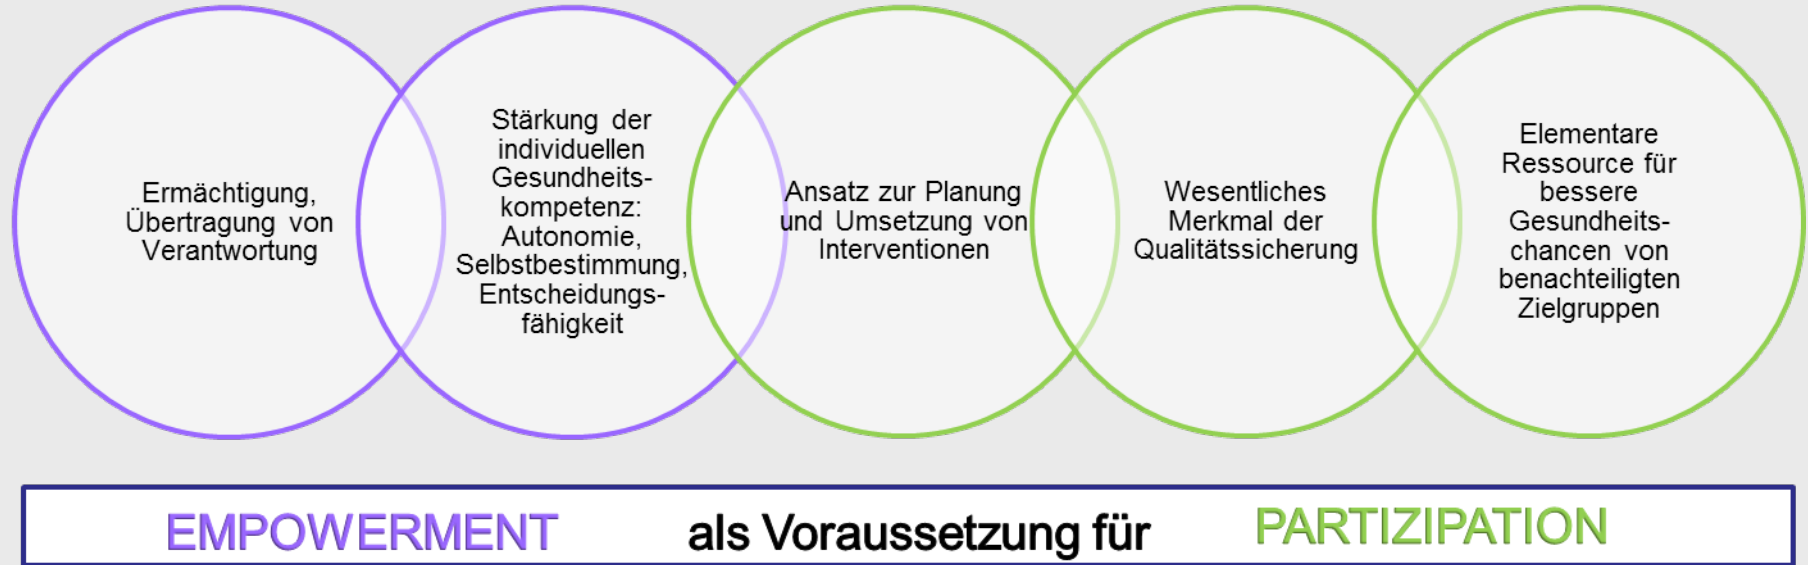 Ermächtigung,
Übertragung von
Verantwortung
Stärkung der
individuellen
Gesundheits-
kompetenz:
Autonomie,
Selbstbestimmung,
Entscheidungs-
fähigkeit
Ansatz zur Planung
und Umsetzung von
Interventionen
Wesentliches
Merkmal der
Qualitätssicherung
Elementare
Ressource für
bessere
Gesundheits-
chancen von
benachteiligten
Zielgruppen
EMPOWERMENT als Voraussetzung für PARTIZIPATION